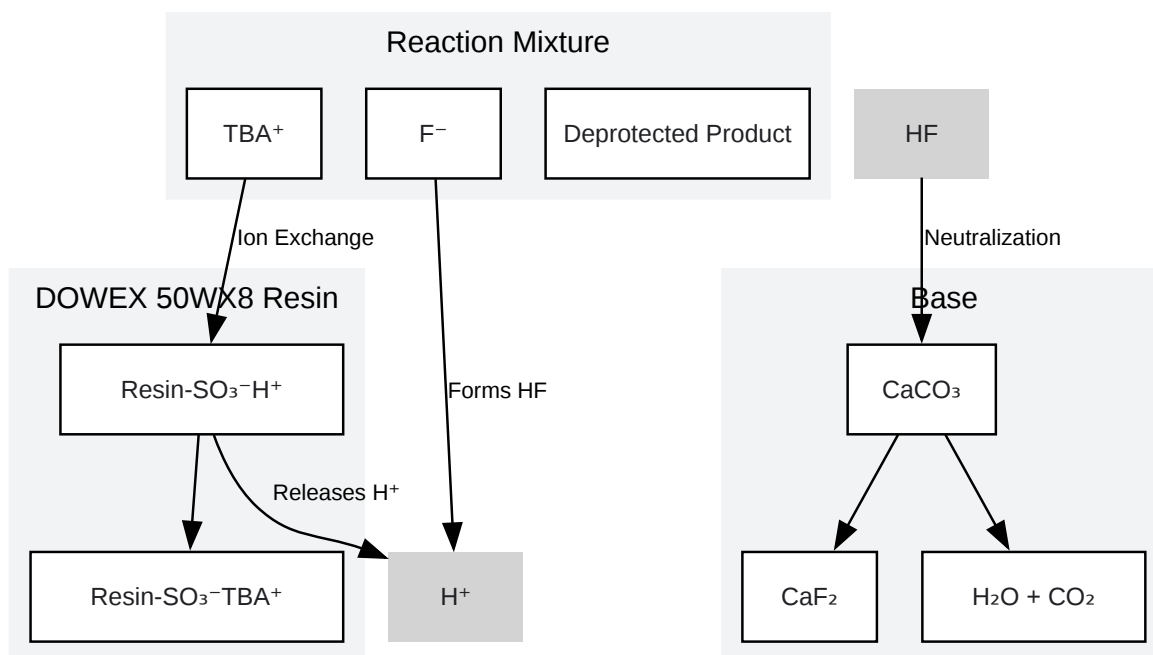 Reaction Mixture
TBA⁺
F⁻
Deprotected Product
HF
Ion Exchange
Neutralization
DOWEX 50WX8 Resin
Base
Resin-SO₃⁻H⁺
Forms HF
CaCO₃
Releases H⁺
Resin-SO₃⁻TBA⁺
H⁺
CaF₂
H₂O + CO₂